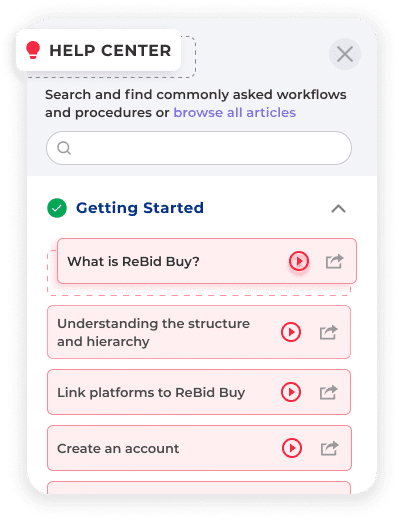 HELP CENTER
Search and find commonly asked workflows
and procedures or browse all articles
Getting Started
What is ReBid Buy?
Understanding the structure
and hierarchy
Link platforms to ReBid Buy
Create an account